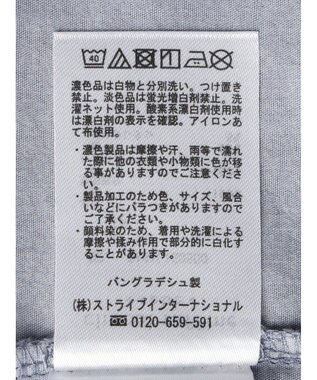 40
濃色品は白物と分別洗い。つけ置き
禁止。淡色品は蛍光増白剤禁止。洗
濯ネット使用。酸素系漂白剤使用時
は漂白剤の表示を確認。アイロンあ
て布使用。
・濃色製品は摩擦や汗、雨等で濡れ
た際に他の衣類や小物類に色が移
る事がありますのでご注意くださ
い。
・製品加工のため色、サイズ、風合
いなどにバラつきがありますので
ご了承ください。
・顔料染のため、着用や洗濯による
摩擦や揉み作用で部分的に白化す
ることがあります。
バングラデシュ製
(株)ストライプインターナショナル
0120-659-591